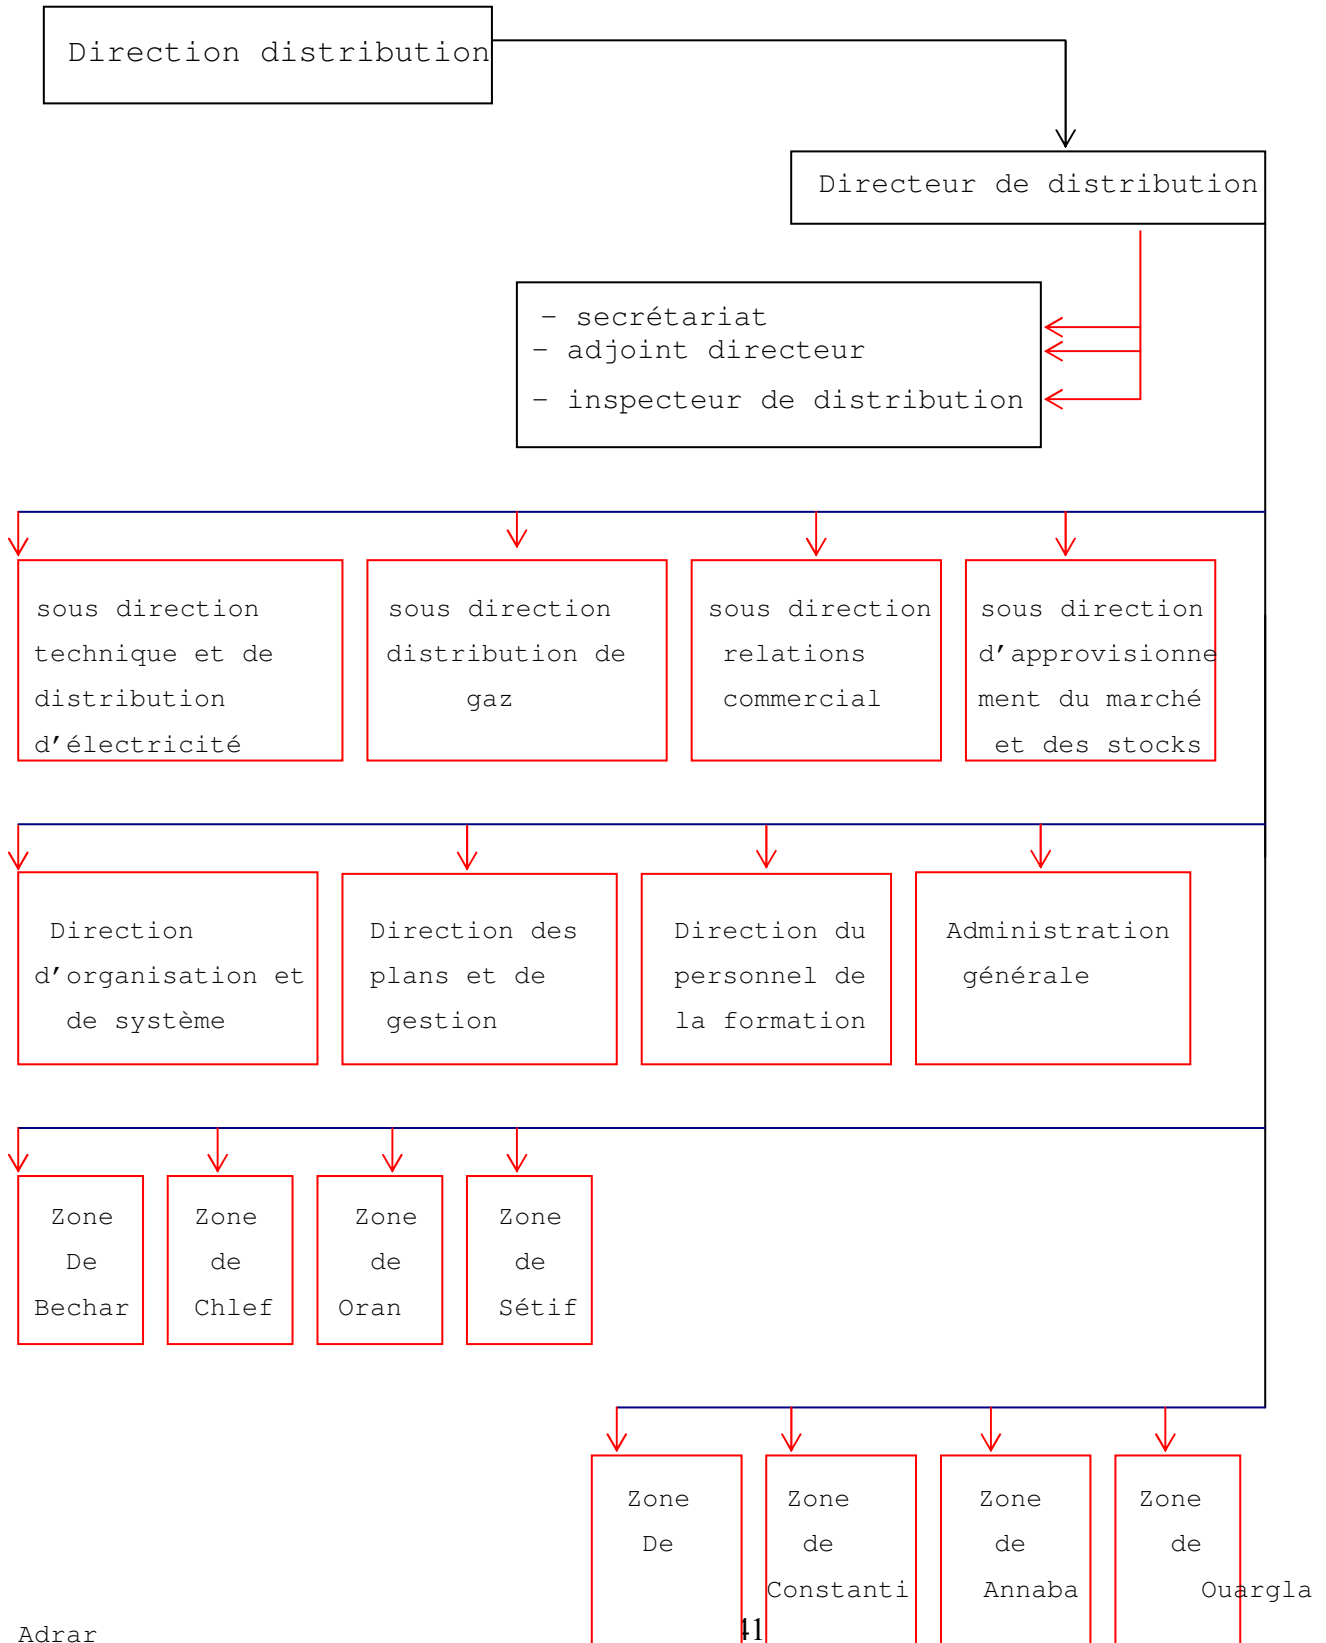 Direction distribution
Directeur de distribution
- secrétariat
- adjoint directeur
- inspecteur de distribution
sous direction
technique et de
distribution
d'électricité
sous direction
distribution de
gaz
sous direction
relations
commercial
sous direction
d'approvisionne
ment du marché
et des stocks
Direction
d'organisation et
de système
Direction des
plans et de
gestion
Direction du
personnel de
la formation
Administration
générale
Zone
De
Bechar
Zone
de
Chlef
Zone
de
Oran
Zone
de
Sétif
Zone
De
Zone
de
Constanti
Zone
de
Annaba
Zone
de
Ouargla
Adrar
41